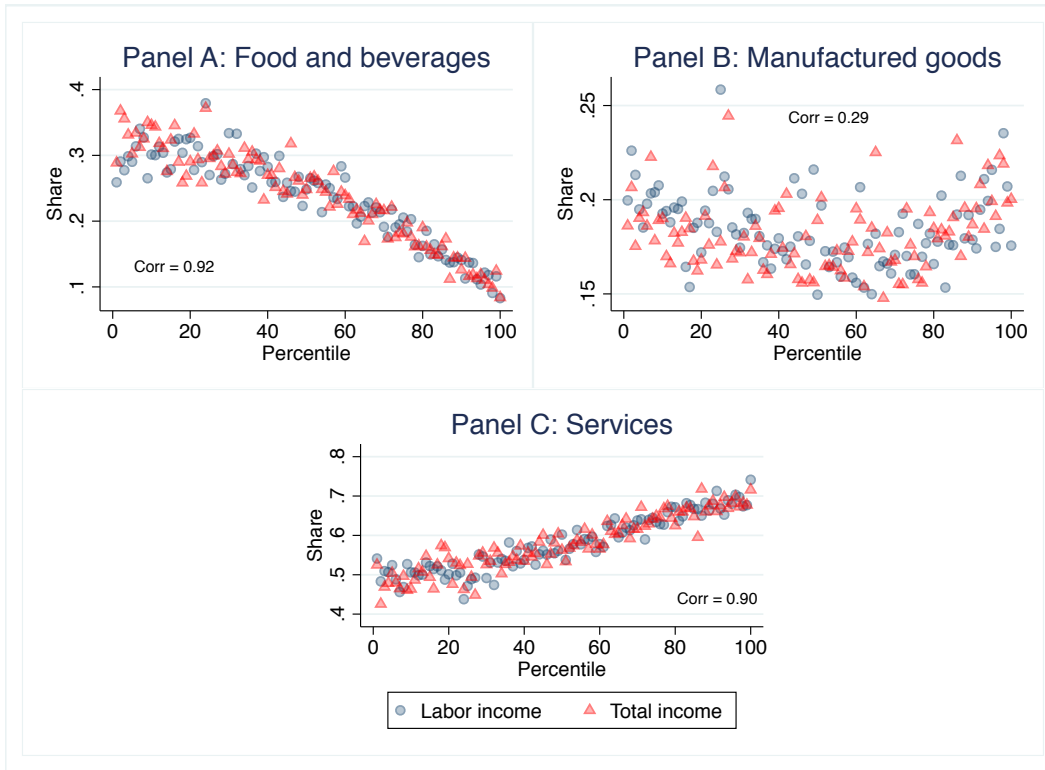 Panel A: Food and beverages
Share
.4
.3
.2
.1
Corr = 0.92
0 20 40 60 80 100
Percentile
Panel B: Manufactured goods
Share
.25
.2
.15
Corr = 0.29
0 20 40 60 80 100
Percentile
Panel C: Services
Share
.8
.7
.6
.5
.4
Corr = 0.90
0 20 40 60 80 100
Percentile
Labor income Total income